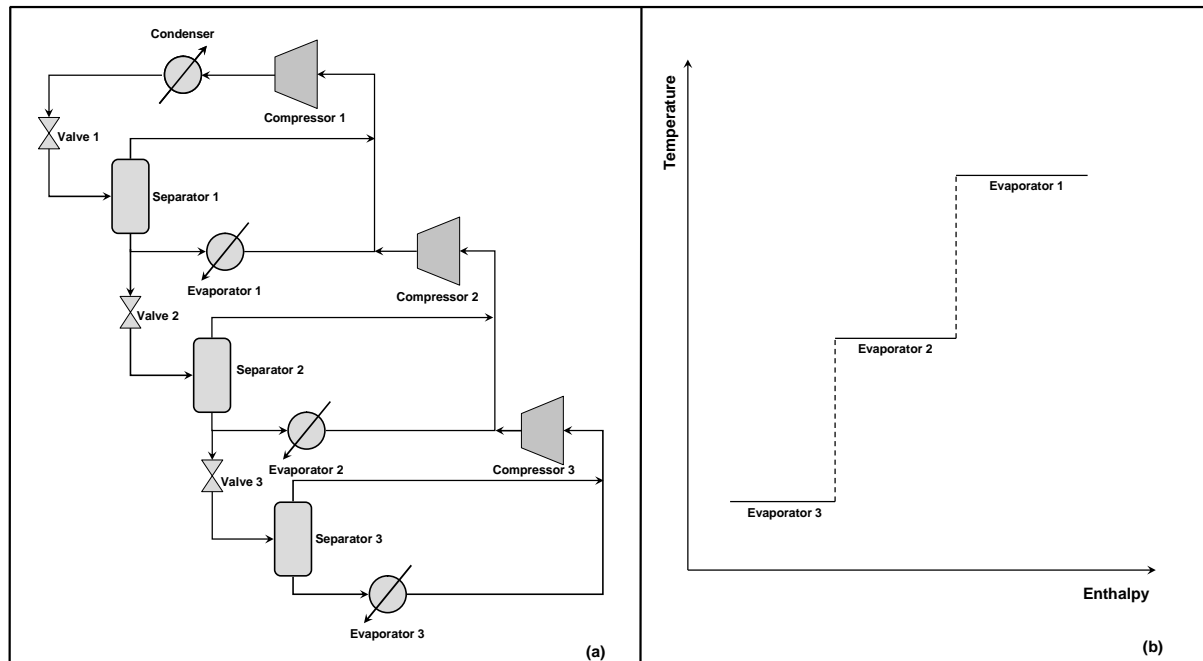 Condenser
Compressor 1
Valve 1
Separator 1
Evaporator 1
Compressor 2
Valve 2
Separator 2
Evaporator 2
Compressor 3
Valve 3
Separator 3
Evaporator 3
(a)
Temperature
Evaporator 1
Evaporator 2
Evaporator 3
Enthalpy
(b)